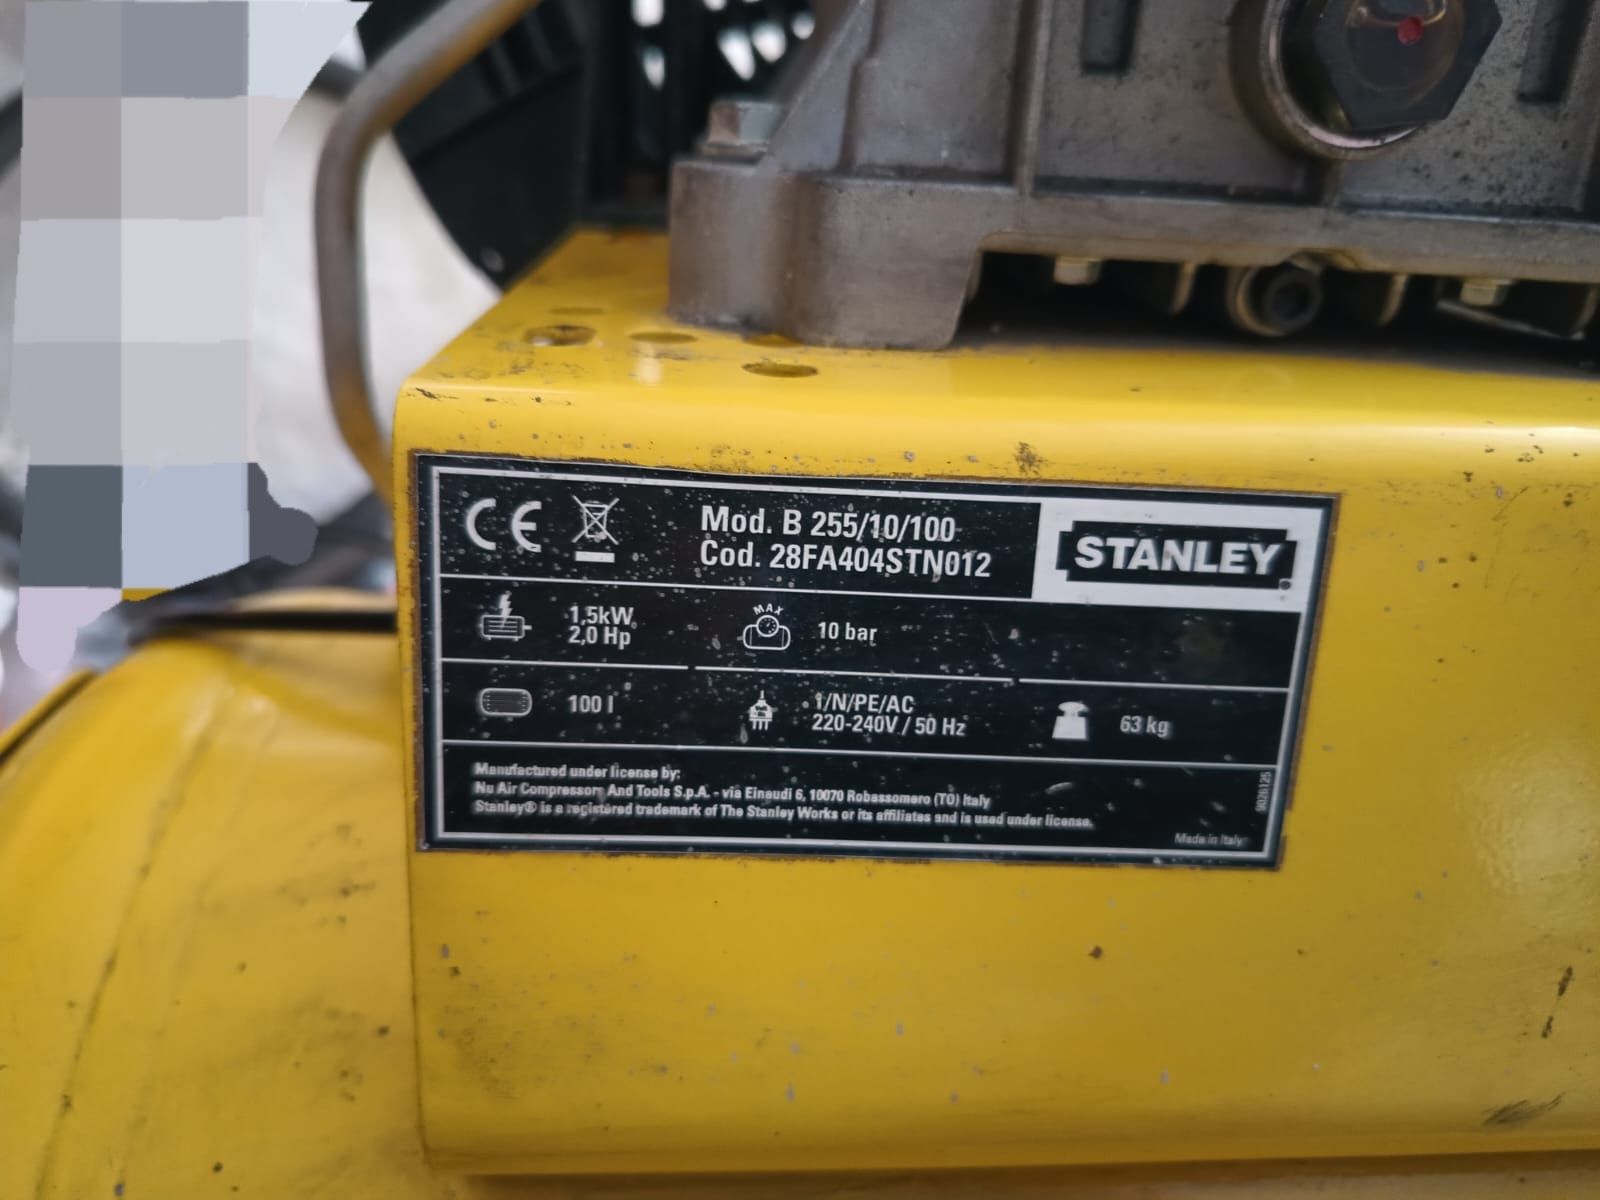 CE
Mod. B 255/10/100
Cod. 28FA404STN012
STANLEY
1,5kW
2,0 Hp
MAX
10 bar
100 l
1/N/PE/AC
220-240V / 50 Hz
63 kg
Manufactured under license by:
Nu Air Compressors And Tools S.p.A. - via Einaudi 6, 10070 Robassomero (TO) Italy
Stanley® is a registered trademark of The Stanley Works or its affiliates and is used under license.
Made in Italy